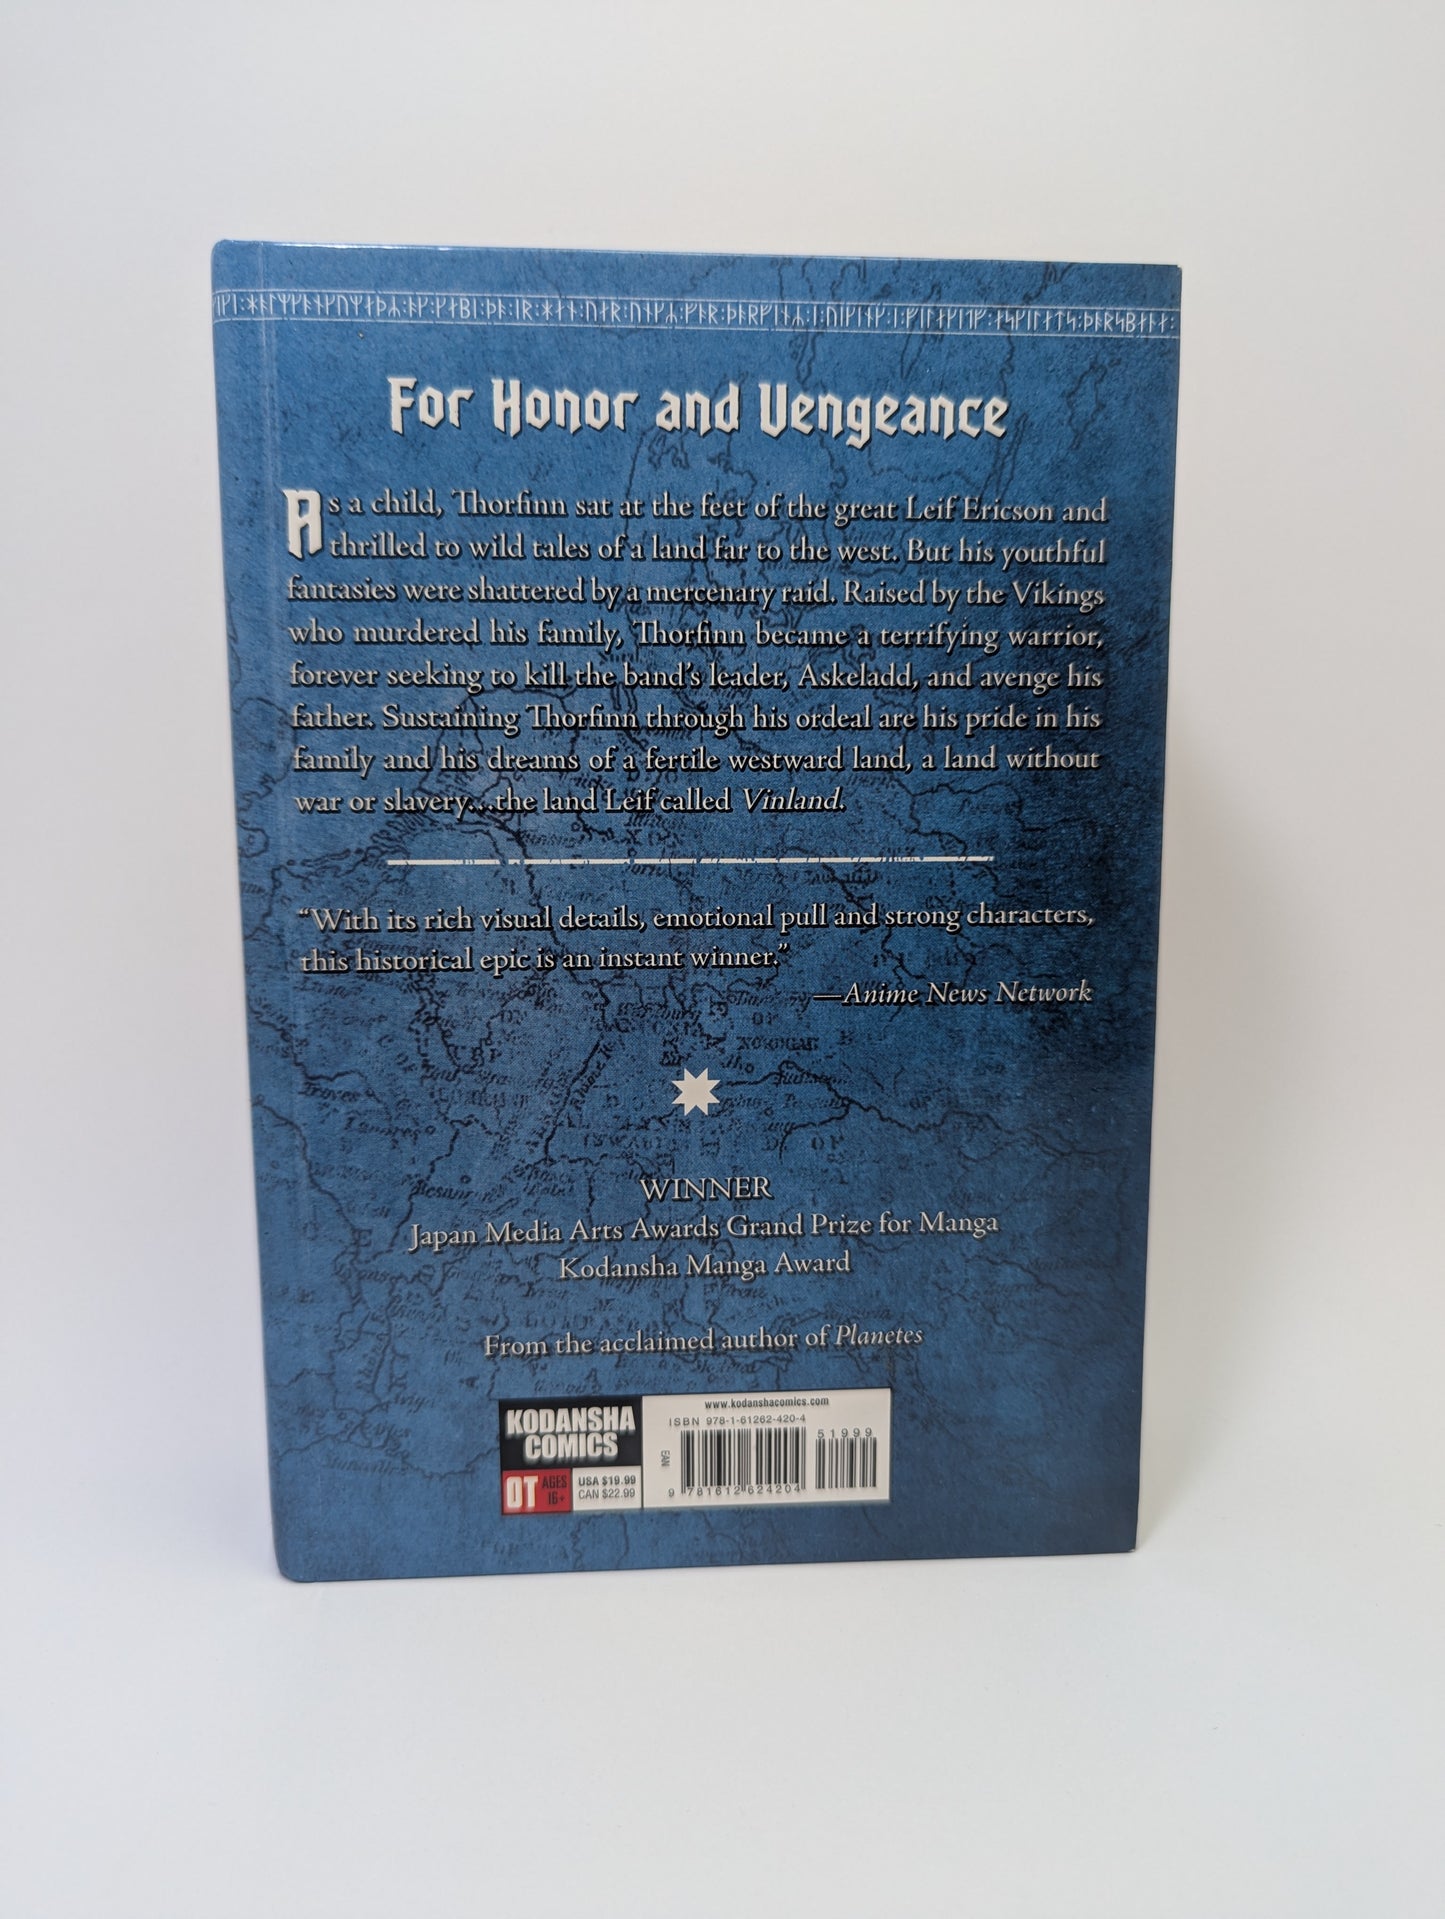 For Honor and Vengeance
As a child, Thorfinn sat at the feet of the great Leif Ericson and
thrilled to wild tales of a land far to the west. But his youthful
fantasies were shattered by a mercenary raid. Raised by the Vikings
who murdered his family, Thorfinn became a terrifying warrior,
forever seeking to kill the band's leader, Askeladd, and avenge his
father. Sustaining Thorfinn through his ordeal are his pride in his
family and his dreams of a fertile westward land, a land without
war or slavery...the land Leif called Vinland.
“With its rich visual details, emotional pull and strong characters,
this historical epic is an instant winner.”
—Anime News Network
WINNER
Japan Media Arts Awards Grand Prize for Manga
Kodansha Manga Award
From the acclaimed author of Planetes
KODANSHA
COMICS
OT AGES
16+
USA $19.99
CAN $22.99
www.kodanshacomics.com
ISBN 978-1-61262-420-4
51999
EAN
9 781612 624204